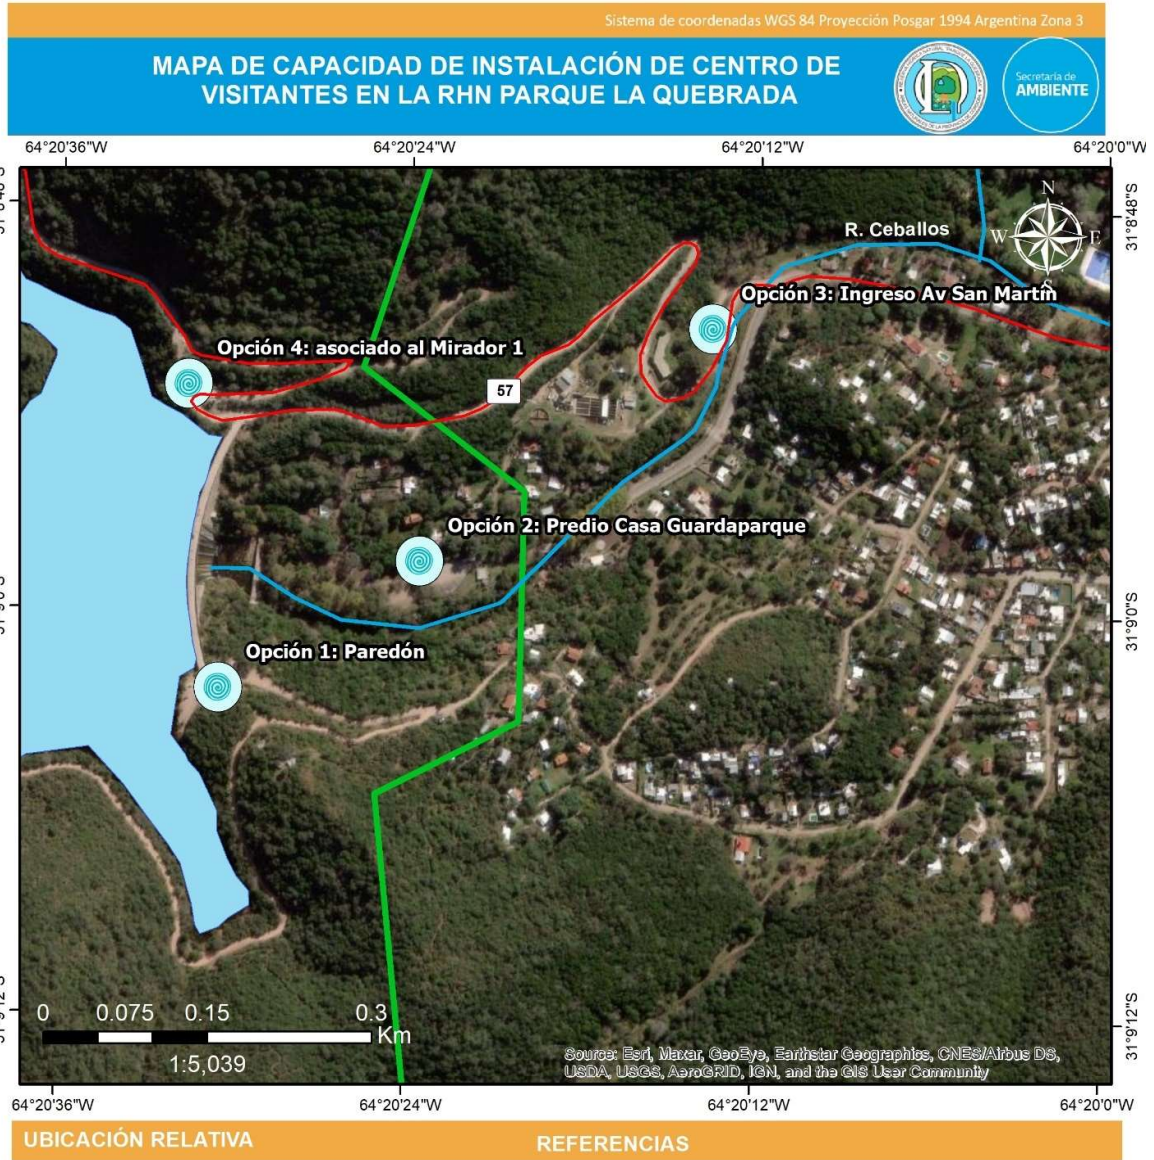 Sistema de coordenadas WGS 84 Proyección Posgar 1994 Argentina Zona 3
MAPA DE CAPACIDAD DE INSTALACIÓN DE CENTRO DE
VISITANTES EN LA RHN PARQUE LA QUEBRADA
Secretaría de
AMBIENTE
64°20'36"W
64°20'24"W
64°20'12"W
64°20'0"W
31°8'48"S
N
W
E
S
R. Ceballos
Opción 3: Ingreso Av San Martín
Opción 4: asociado al Mirador 1
57
Opción 2: Predio Casa Guardaparque
31°9'0"S
Opción 1: Paredón
0
0.075
0.15
0.3
Km
1:5,039
31°9'12"S
Source: Esri, Maxar, GeoEye, Earthstar Geographics, CNES/Airbus DS,
USDA, USGS, AeroGRID, IGN, and the GIS User Community
64°20'36"W
64°20'24"W
64°20'12"W
64°20'0"W
UBICACIÓN RELATIVA
REFERENCIAS